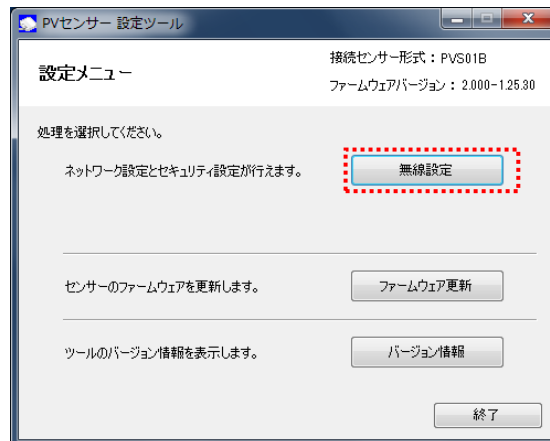 PVセンサー 設定ツール
設定メニュー
接続センサー形式：PVS01B
ファームウェアバージョン：2.000-1.25.30
処理を選択してください。
ネットワーク設定とセキュリティ設定が行えます。
無線設定
センサーのファームウェアを更新します。
ファームウェア更新
ツールのバージョン情報を表示します。
バージョン情報
終了